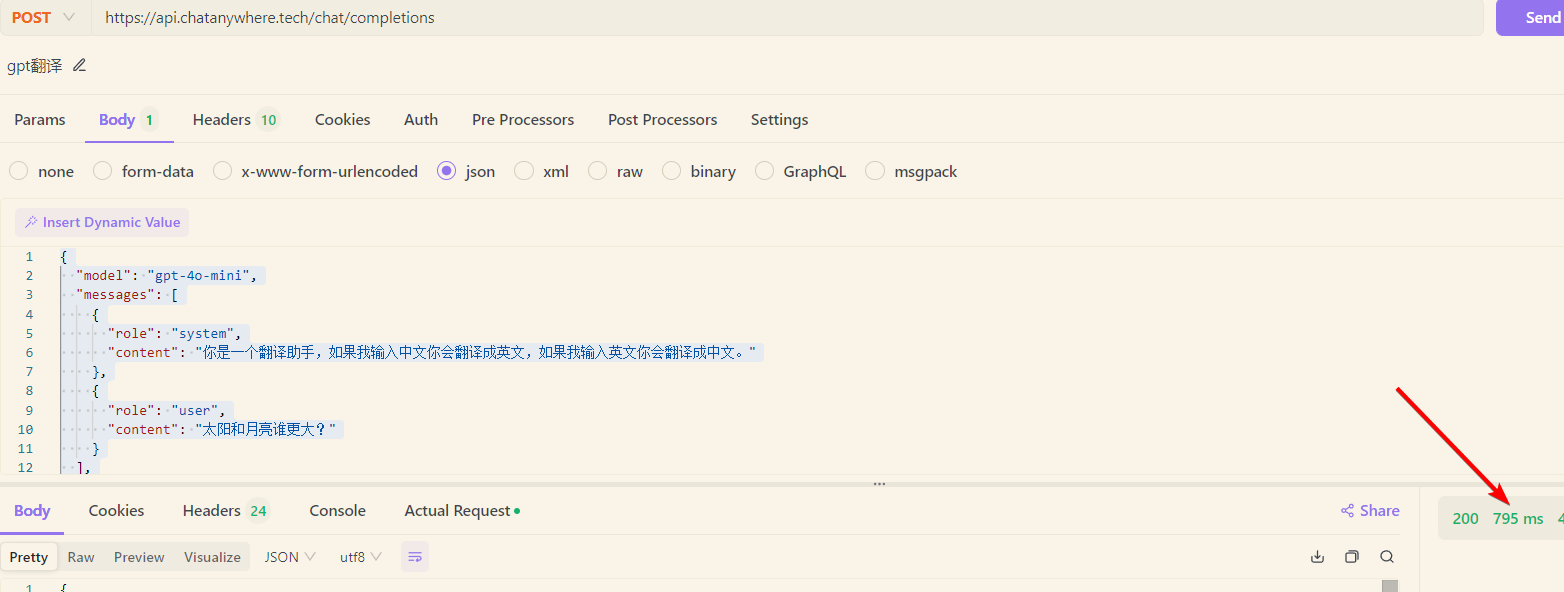 POST https://api.chatanywhere.tech/chat/completions Send
gpt翻译
Params Body 1 Headers 10 Cookies Auth Pre Processors Post Processors Settings
none form-data x-www-form-urlencoded json xml raw binary GraphQL msgpack
Insert Dynamic Value
1 {
2 "model": "gpt-4o-mini",
3 "messages": [
4 {
5 "role": "system",
6 "content": "你是一个翻译助手，如果我输入中文你会翻译成英文，如果我输入英文你会翻译成中文。"
7 },
8 {
9 "role": "user",
10 "content": "太阳和月亮谁更大？"
11 }
12 ],
Body Cookies Headers 24 Console Actual Request Share
200 795 ms 4
Pretty Raw Preview Visualize JSON utf8
1 {